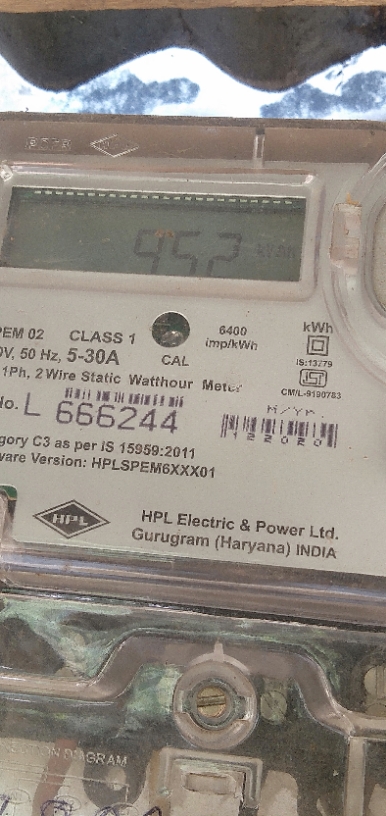 952
PEM 02 CLASS 1 6400 imp/kWh kWh
0V, 50 Hz, 5-30A CAL IS:13779
1Ph, 2 Wire Static Watthour Meter CM/L-9190783
No. L 666244 M/Yr.
122020
gory C3 as per IS 15959:2011
ware Version: HPLSPEM6XXX01
HPL HPL Electric & Power Ltd.
Gurugram (Haryana) INDIA
DIAGRAM